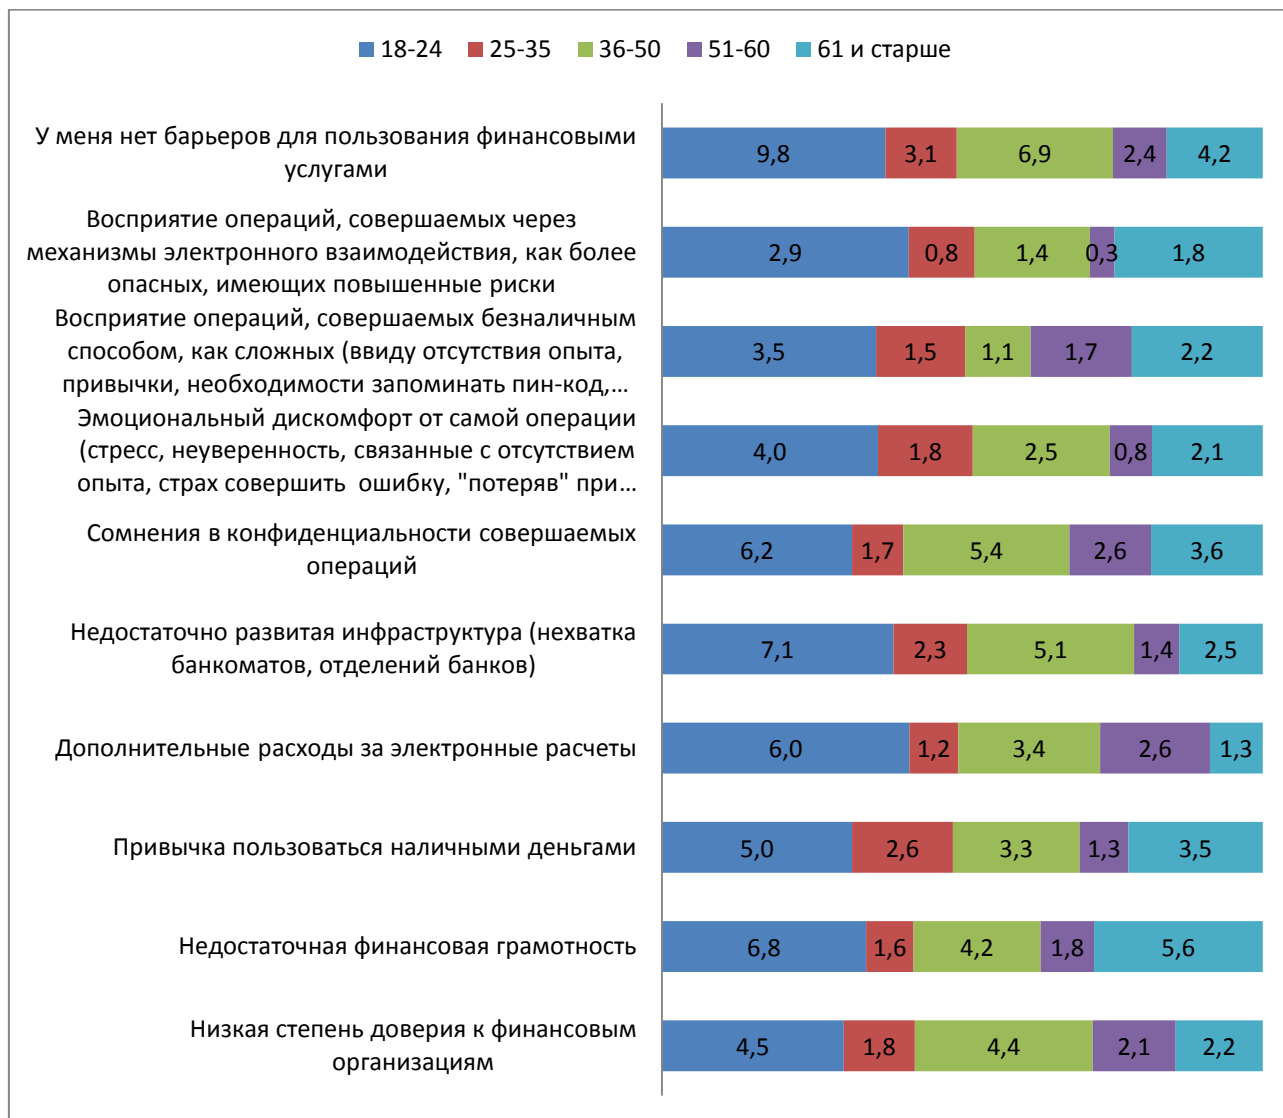 18-24 25-35 36-50 51-60 61 и старше
У меня нет барьеров для пользования финансовыми
услугами
9,8 3,1 6,9 2,4 4,2
Восприятие операций, совершаемых через
механизмы электронного взаимодействия, как более
опасных, имеющих повышенные риски
2,9 0,8 1,4 0,3 1,8
Восприятие операций, совершаемых безналичным
способом, как сложных (ввиду отсутствия опыта,
привычки, необходимости запоминать пин-код,...
3,5 1,5 1,1 1,7 2,2
Эмоциональный дискомфорт от самой операции
(стресс, неуверенность, связанные с отсутствием
опыта, страх совершить ошибку, "потеряв" при...
4,0 1,8 2,5 0,8 2,1
Сомнения в конфиденциальности совершаемых
операций
6,2 1,7 5,4 2,6 3,6
Недостаточно развитая инфраструктура (нехватка
банкоматов, отделений банков)
7,1 2,3 5,1 1,4 2,5
Дополнительные расходы за электронные расчеты
6,0 1,2 3,4 2,6 1,3
Привычка пользоваться наличными деньгами
5,0 2,6 3,3 1,3 3,5
Недостаточная финансовая грамотность
6,8 1,6 4,2 1,8 5,6
Низкая степень доверия к финансовым
организациям
4,5 1,8 4,4 2,1 2,2